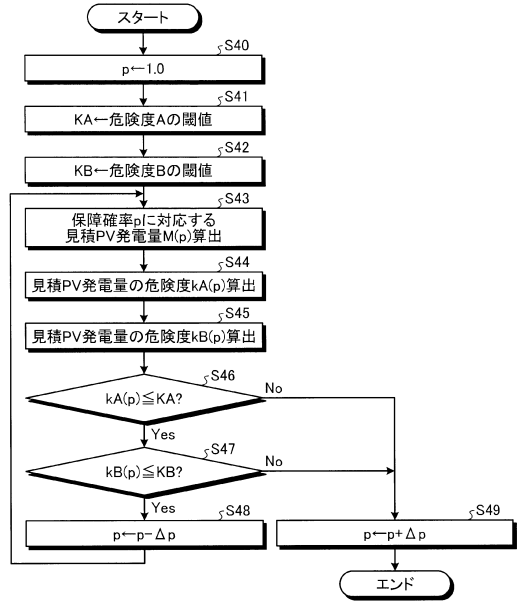 スタート
S40
p←1.0
S41
KA←危険度Aの閾値
S42
KB←危険度Bの閾値
S43
保障確率pに対応する
見積PV発電量M(p)算出
S44
見積PV発電量の危険度kA(p)算出
S45
見積PV発電量の危険度kB(p)算出
S46
kA(p)≦KA?
No
Yes
S47
kB(p)≦KB?
No
Yes
S48
p←p-Δp
S49
p←p+Δp
エンド